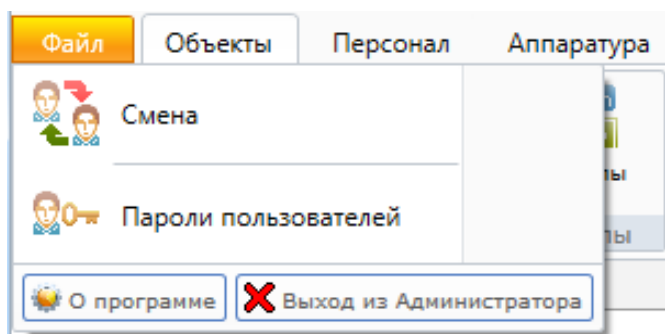 Файл Объекты Персонал Аппаратура
Смена
Пароли пользователей
О программе Выход из Администратора